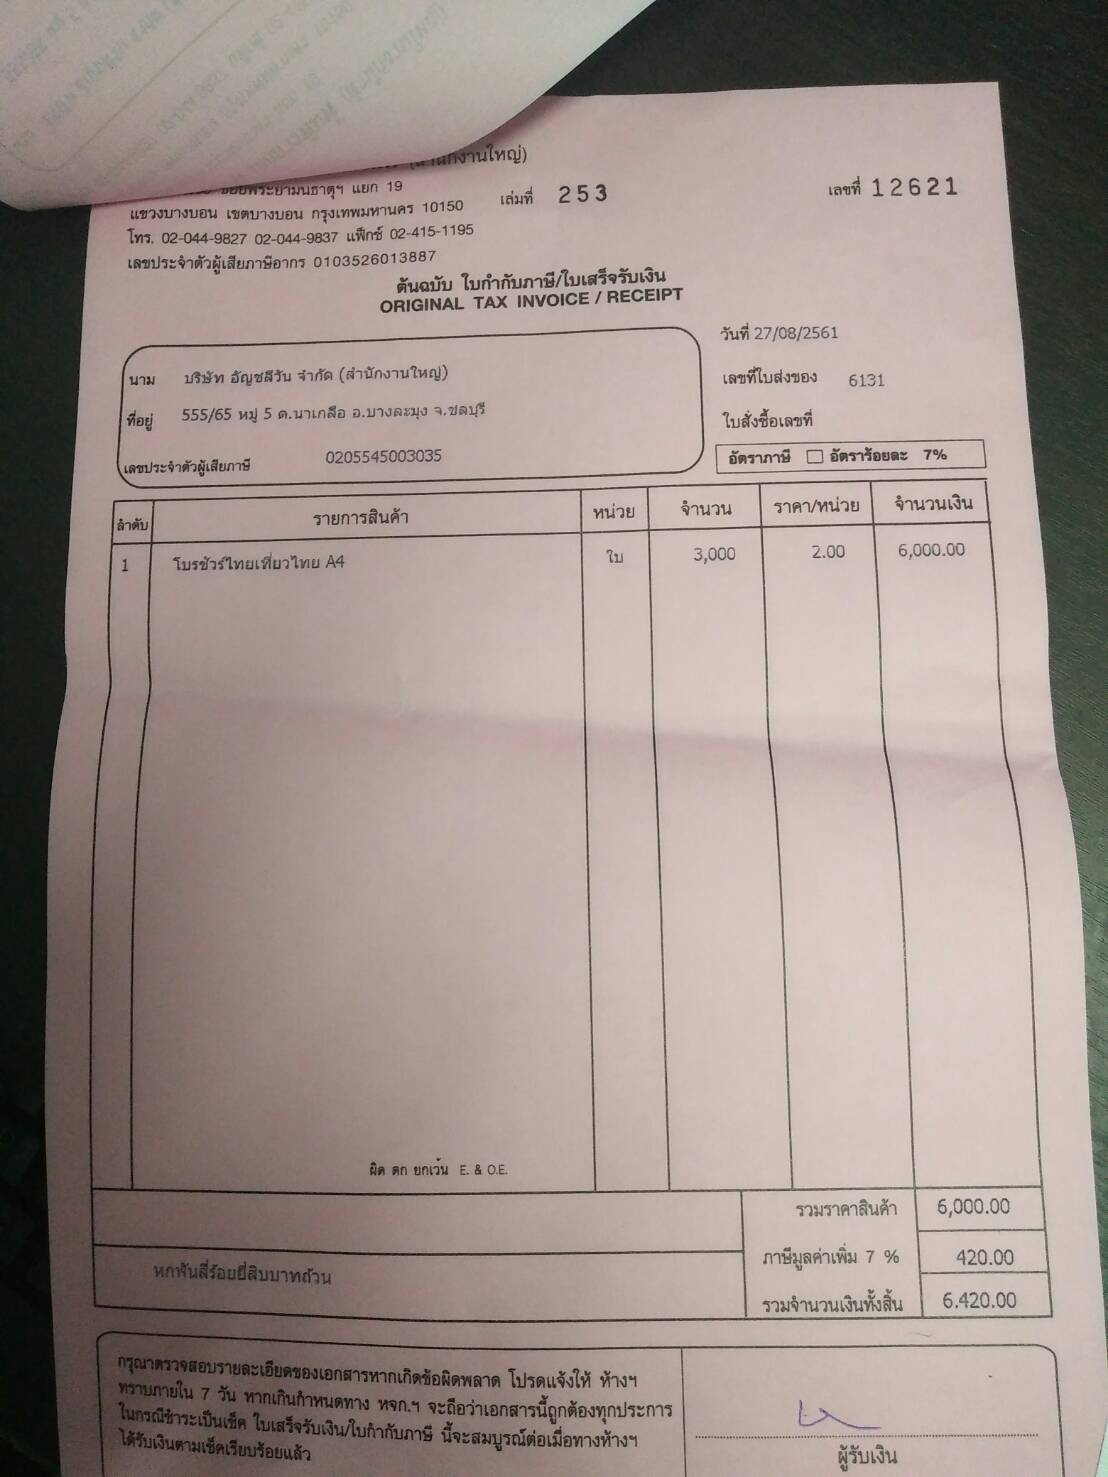 (สำนักงานใหญ่)
ซอยพระยามนธาตุฯ แยก 19
เล่มที่ 253
เลขที่ 12621
แขวงบางบอน เขตบางบอน กรุงเทพมหานคร 10150
โทร. 02-044-9827 02-044-9837 แฟ็กซ์ 02-415-1195
เลขประจำตัวผู้เสียภาษีอากร 0103526013887
ต้นฉบับ ใบกำกับภาษี/ใบเสร็จรับเงิน
ORIGINAL TAX INVOICE / RECEIPT
วันที่ 27/08/2561
นาม บริษัท อัญชลีวัน จำกัด (สำนักงานใหญ่)
เลขที่ใบส่งของ 6131
ที่อยู่ 555/65 หมู่ 5 ต.นาเกลือ อ.บางละมุง จ.ชลบุรี
ใบสั่งซื้อเลขที่
เลขประจำตัวผู้เสียภาษี 0205545003035
อัตราภาษี อัตราร้อยละ 7%
ลำดับ รายการสินค้า หน่วย จำนวน ราคา/หน่วย จำนวนเงิน
1 โบรชัวร์ไทยเที่ยวไทย A4 ใบ 3,000 2.00 6,000.00
ผิด ตก ยกเว้น E. & O.E.
รวมราคาสินค้า 6,000.00
ภาษีมูลค่าเพิ่ม 7 % 420.00
หกพันสี่ร้อยยี่สิบบาทถ้วน
รวมจำนวนเงินทั้งสิ้น 6.420.00
กรุณาตรวจสอบรายละเอียดของเอกสารหากเกิดข้อผิดพลาด โปรดแจ้งให้ ห้างฯ
ทราบภายใน 7 วัน หากเกินกำหนดทาง หจก.ฯ จะถือว่าเอกสารนี้ถูกต้องทุกประการ
ในกรณีชำระเป็นเช็ค ใบเสร็จรับเงิน/ใบกำกับภาษี นี้จะสมบูรณ์ต่อเมื่อทางห้างฯ
ได้รับเงินตามเช็คเรียบร้อยแล้ว
ผู้รับเงิน